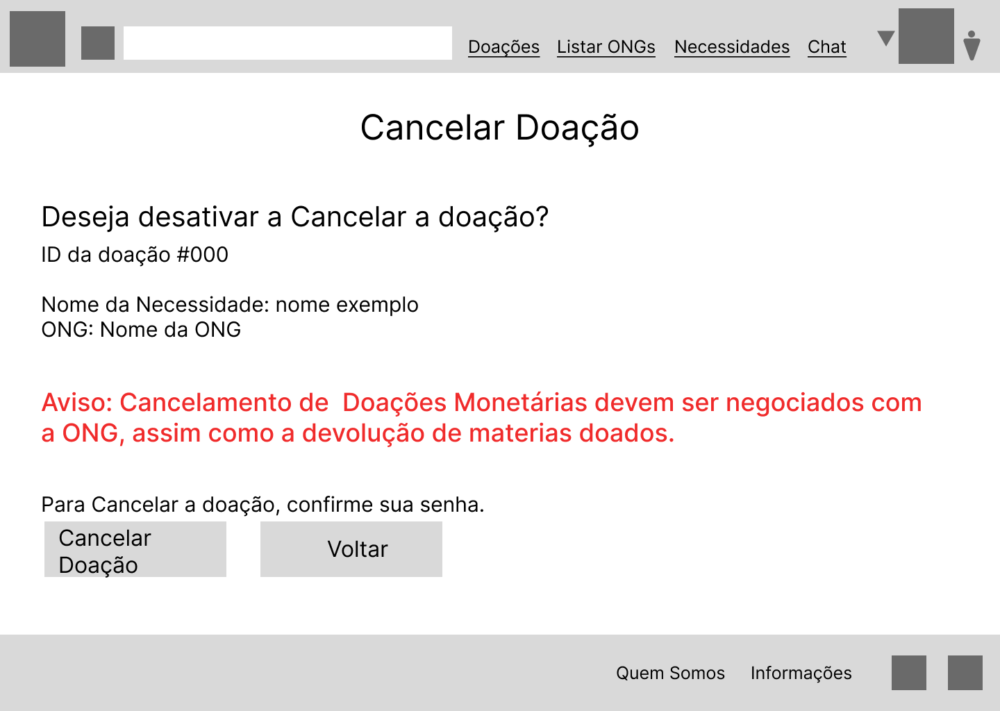 Doações Listar ONGs Necessidades Chat
Cancelar Doação
Deseja desativar a Cancelar a doação?
ID da doação #000
Nome da Necessidade: nome exemplo
ONG: Nome da ONG
Aviso: Cancelamento de  Doações Monetárias devem ser negociados com
a ONG, assim como a devolução de materias doados.
Para Cancelar a doação, confirme sua senha.
Cancelar
Doação
Voltar
Quem Somos Informações